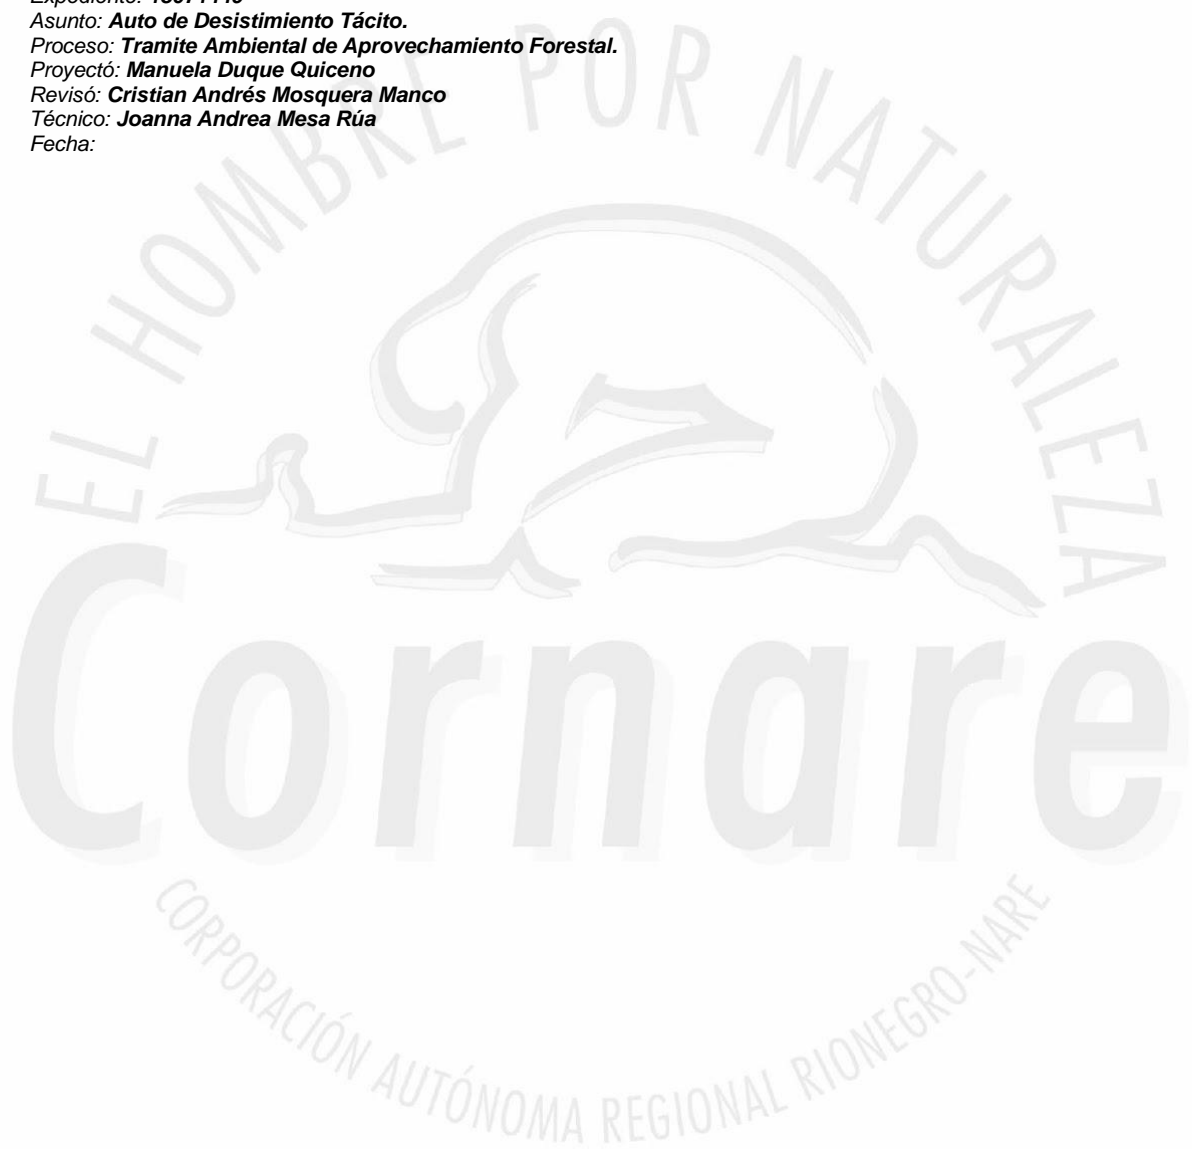 Asunto: Auto de Desistimiento Tácito.
Proceso: Tramite Ambiental de Aprovechamiento Forestal.
Proyectó: Manuela Duque Quiceno
Revisó: Cristian Andrés Mosquera Manco
Técnico: Joanna Andrea Mesa Rúa
Fecha:
EL HOMBRE POR NATURALEZA
Cornare
CORPORACIÓN AUTÓNOMA REGIONAL RIONEGRO-NARE